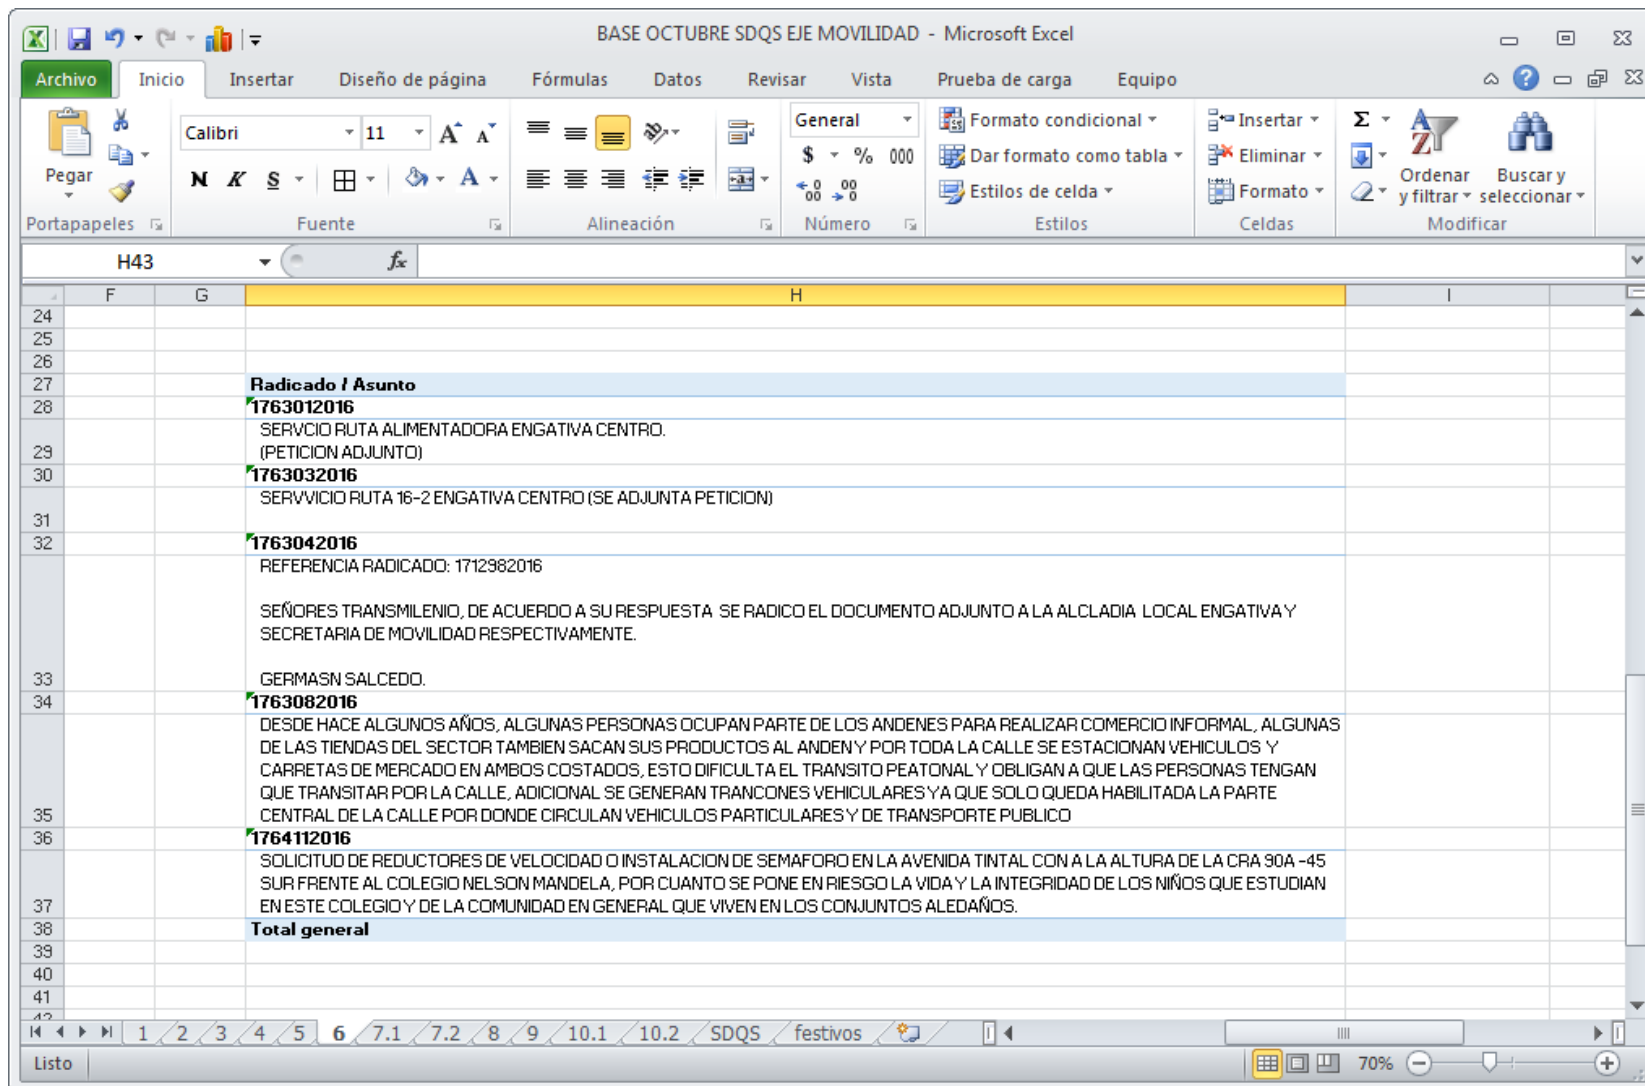 BASE OCTUBRE SDQS EJE MOVILIDAD - Microsoft Excel
Archivo Inicio Insertar Diseño de página Fórmulas Datos Revisar Vista Prueba de carga Equipo
Pegar
Portapapeles
Calibri 11 A A
N K S A
Fuente
Alineación
General
$ % 000
Número
Formato condicional
Dar formato como tabla
Estilos de celda
Estilos
Insertar
Eliminar
Formato
Celdas
Σ
Ordenar y filtrar
Buscar y seleccionar
Modificar
H43 fx
F G H I
24
25
26
27 Radicado / Asunto
28 1763012016
SERVCIO RUTA ALIMENTADORA ENGATIVA CENTRO.
29 (PETICION ADJUNTO)
30 1763032016
SERVVICIO RUTA 16-2 ENGATIVA CENTRO (SE ADJUNTA PETICION)
31
32 1763042016
REFERENCIA RADICADO: 1712982016
SEÑORES TRANSMILENIO, DE ACUERDO A SU RESPUESTA SE RADICO EL DOCUMENTO ADJUNTO A LA ALCLADIA LOCAL ENGATIVA Y
SECRETARIA DE MOVILIDAD RESPECTIVAMENTE.
33 GERMASN SALCEDO.
34 1763082016
DESDE HACE ALGUNOS AÑOS, ALGUNAS PERSONAS OCUPAN PARTE DE LOS ANDENES PARA REALIZAR COMERCIO INFORMAL, ALGUNAS
DE LAS TIENDAS DEL SECTOR TAMBIEN SACAN SUS PRODUCTOS AL ANDEN Y POR TODA LA CALLE SE ESTACIONAN VEHICULOS Y
CARRETAS DE MERCADO EN AMBOS COSTADOS, ESTO DIFICULTA EL TRANSITO PEATONAL Y OBLIGAN A QUE LAS PERSONAS TENGAN
QUE TRANSITAR POR LA CALLE, ADICIONAL SE GENERAN TRANCONES VEHICULARES YA QUE SOLO QUEDA HABILITADA LA PARTE
35 CENTRAL DE LA CALLE POR DONDE CIRCULAN VEHICULOS PARTICULARES Y DE TRANSPORTE PUBLICO
36 1764112016
SOLICITUD DE REDUCTORES DE VELOCIDAD O INSTALACION DE SEMAFORO EN LA AVENIDA TINTAL CON A LA ALTURA DE LA CRA 90A -45
SUR FRENTE AL COLEGIO NELSON MANDELA, POR CUANTO SE PONE EN RIESGO LA VIDA Y LA INTEGRIDAD DE LOS NIÑOS QUE ESTUDIAN
37 EN ESTE COLEGIO Y DE LA COMUNIDAD EN GENERAL QUE VIVEN EN LOS CONJUNTOS ALEDAÑOS.
38 Total general
39
40
41
42
1 2 3 4 5 6 7.1 7.2 8 9 10.1 10.2 SDQS festivos
Listo 70%